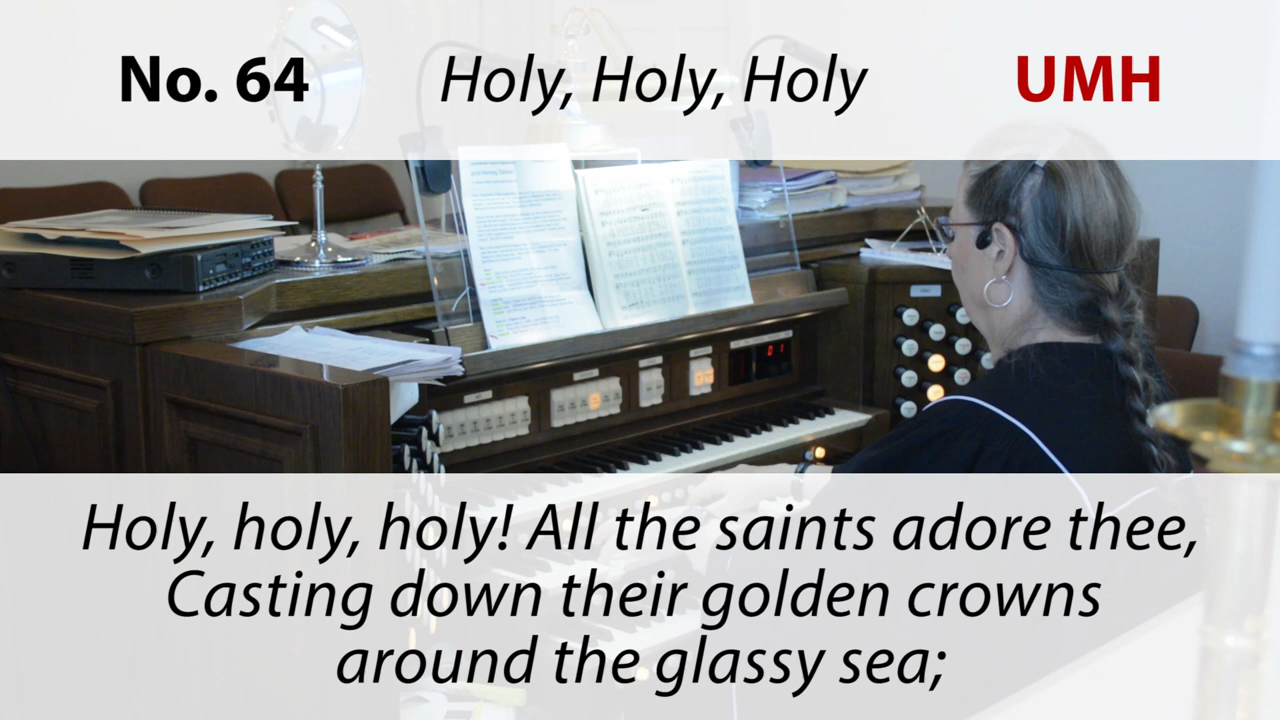 No. 64 Holy, Holy, Holy UMH
01
Holy, holy, holy! All the saints adore thee,
Casting down their golden crowns
around the glassy sea;